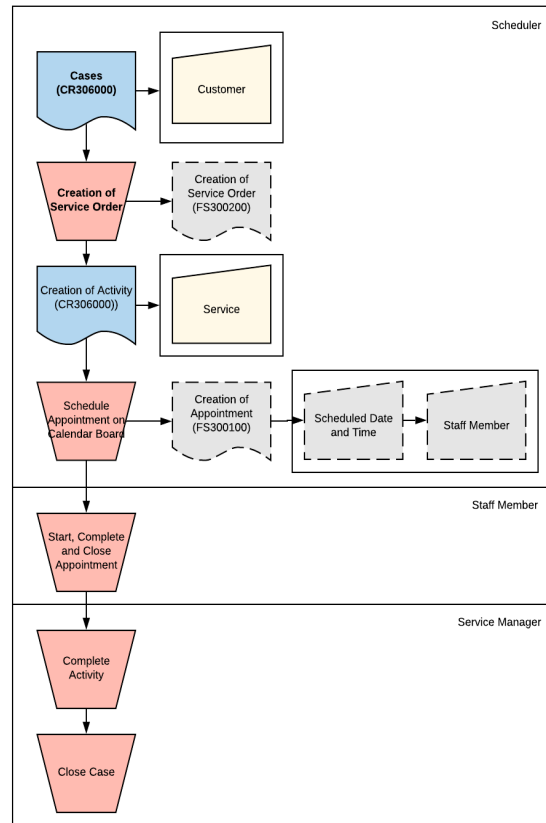 Scheduler
Cases
(CR306000)
Customer
Creation of
Service Order
Creation of
Service Order
(FS300200)
Creation of Activity
(CR306000))
Service
Schedule
Appointment on
Calendar Board
Creation of
Appointment
(FS300100)
Scheduled Date
and Time
Staff Member
Staff Member
Start, Complete
and Close
Appointment
Service Manager
Complete
Activity
Close Case